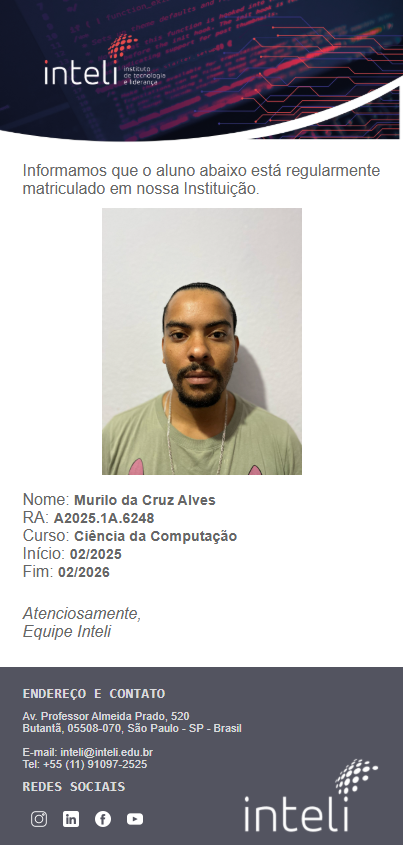 inteli
instituto
de tecnologia
e liderança
Informamos que o aluno abaixo está regularmente
matriculado em nossa Instituição.
Nome: Murilo da Cruz Alves
RA: A2025.1A.6248
Curso: Ciência da Computação
Início: 02/2025
Fim: 02/2026
Atenciosamente,
Equipe Inteli
ENDEREÇO E CONTATO
Av. Professor Almeida Prado, 520
Butantã, 05508-070, São Paulo - SP - Brasil
E-mail: inteli@inteli.edu.br
Tel: +55 (11) 91097-2525
REDES SOCIAIS
inteli